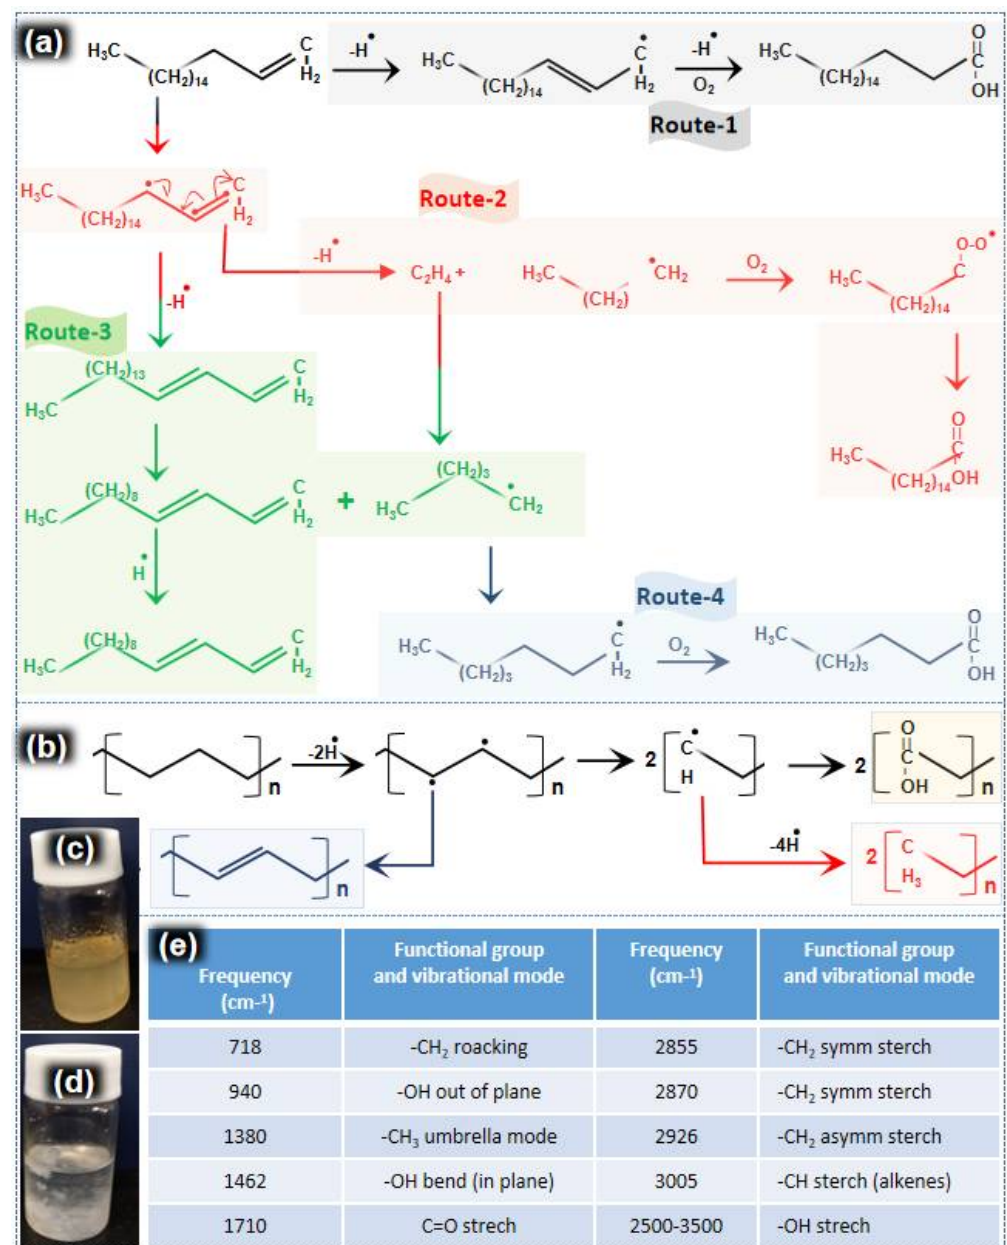 (a)
H₃C
(CH₂)₁₄
C
H₂
-H•
H₃C
(CH₂)₁₄
C•
H₂
-H•
O₂
H₃C
(CH₂)₁₄
O
C
OH
Route-1
H₃C
(CH₂)₁₄
C
H₂
Route-2
-H•
C₂H₄ +
H₃C
(CH₂)
•CH₂
O₂
O-O•
C
H₃C
(CH₂)₁₄
-H•
Route-3
(CH₂)₁₃
H₃C
C
H₂
O
C
H₃C
(CH₂)₁₄OH
(CH₂)₈
H₃C
C
H₂
+
(CH₂)₃
H₃C
•CH₂
H•
Route-4
(CH₂)₈
H₃C
C
H₂
H₃C
(CH₂)₃
C•
H₂
O₂
H₃C
(CH₂)₃
O
C
OH
(b)
n
-2H•
n
2
C•
H
n
2
O
C
OH
n
(c)
n
-4H•
2
C
H₃
n
(d)
(e)
Frequency (cm-¹) Functional group and vibrational mode Frequency (cm-¹) Functional group and vibrational mode
718 -CH₂ roacking 2855 -CH₂ symm sterch
940 -OH out of plane 2870 -CH₂ symm sterch
1380 -CH₃ umbrella mode 2926 -CH₂ asymm sterch
1462 -OH bend (in plane) 3005 -CH sterch (alkenes)
1710 C=O strech 2500-3500 -OH strech